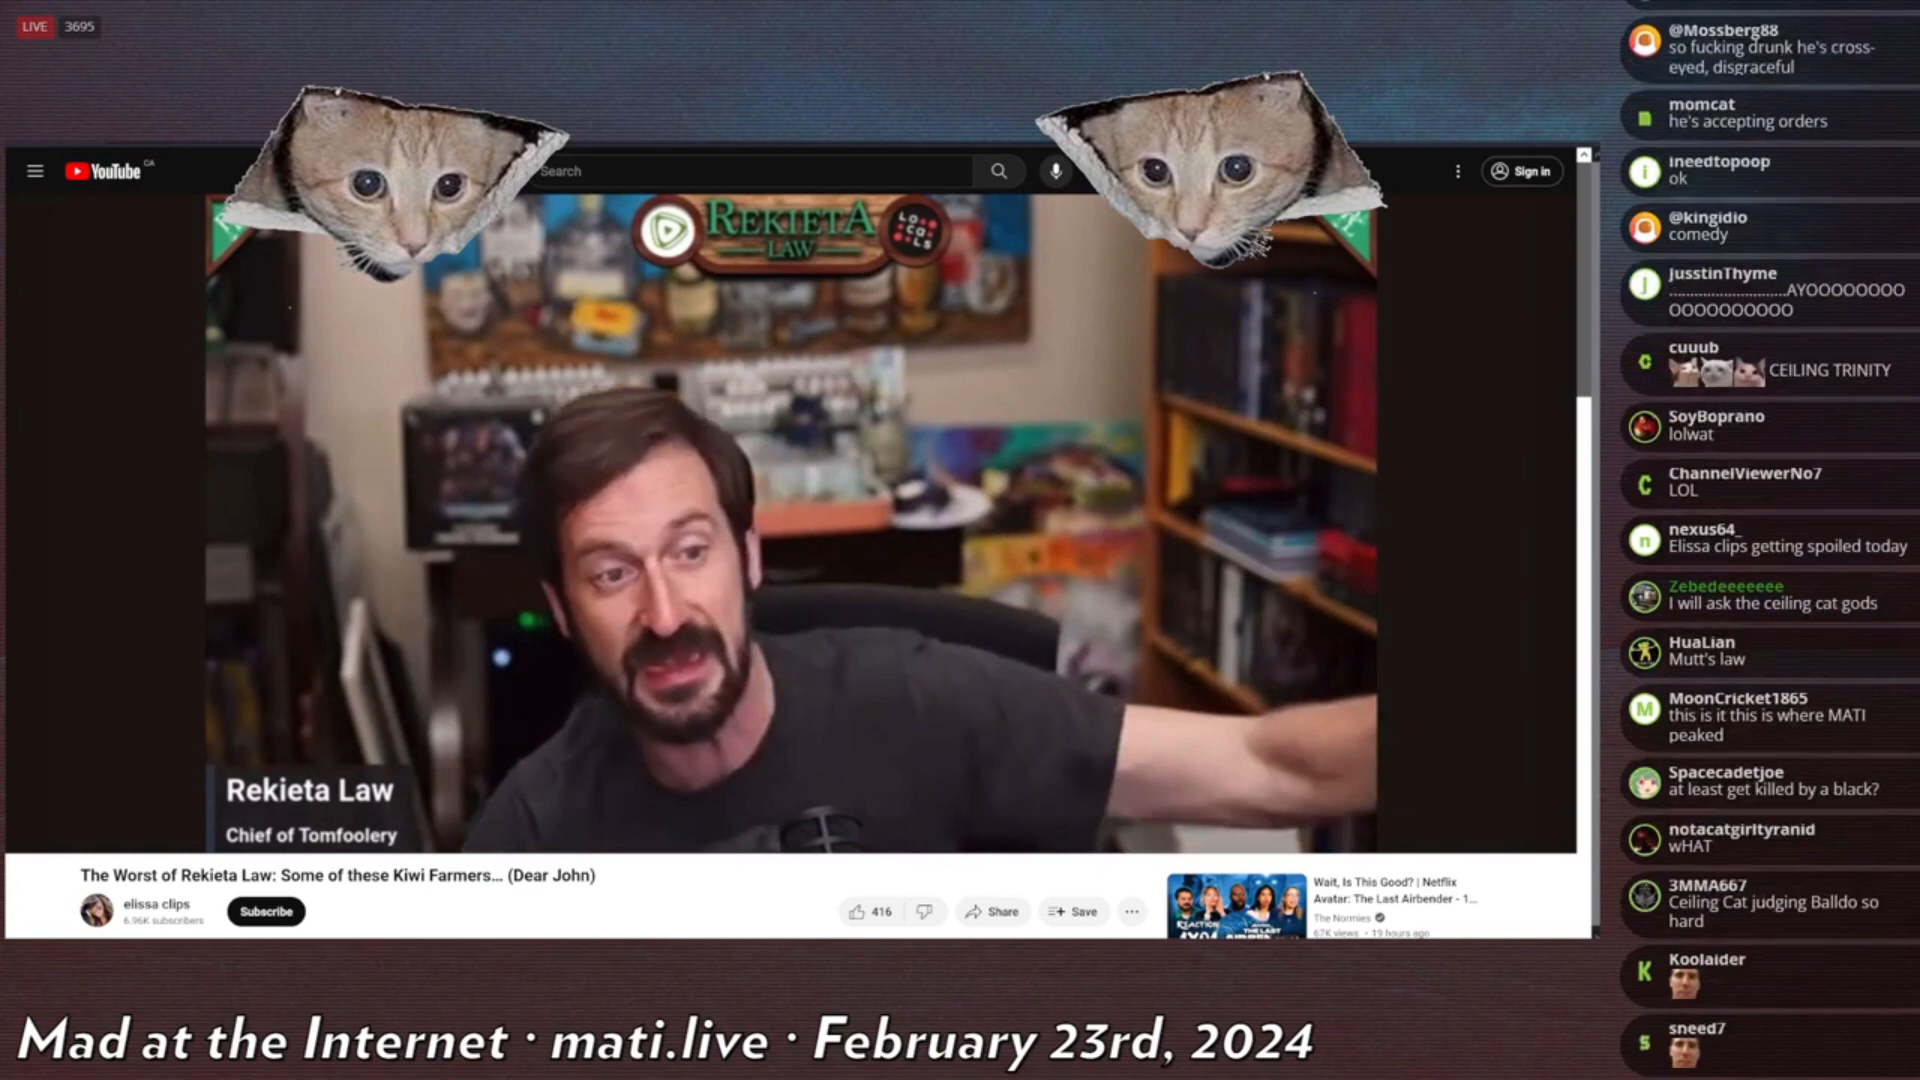 LIVE 3695
YouTube CA
Search
Sign in
REKIETA
LAW
LOCALS
Rekieta Law
Chief of Tomfoolery
The Worst of Rekieta Law: Some of these Kiwi Farmers... (Dear John)
elissa clips
6.96K subscribers
Subscribe
416
Share
Save
REACTION
Wait, Is This Good? | Netflix
Avatar: The Last Airbender - 1...
The Normies
67K views • 19 hours ago
Mad at the Internet · mati.live · February 23rd, 2024
@Mossberg88
so fucking drunk he's cross-
eyed, disgraceful
momcat
he's accepting orders
ineedtopoop
ok
@kingidio
comedy
JusstinThyme
............................AYOOOOOOOO
OOOOOOOOOO
cuuub
CEILING TRINITY
SoyBoprano
lolwat
ChannelViewerNo7
LOL
nexus64_
Elissa clips getting spoiled today
Zebedeeeeeee
I will ask the ceiling cat gods
HuaLian
Mutt's law
MoonCricket1865
this is it this is where MATI
peaked
Spacecadetjoe
at least get killed by a black?
notacatgirltyranid
wHAT
3MMA667
Ceiling Cat judging Balldo so
hard
Koolaider
sneed7